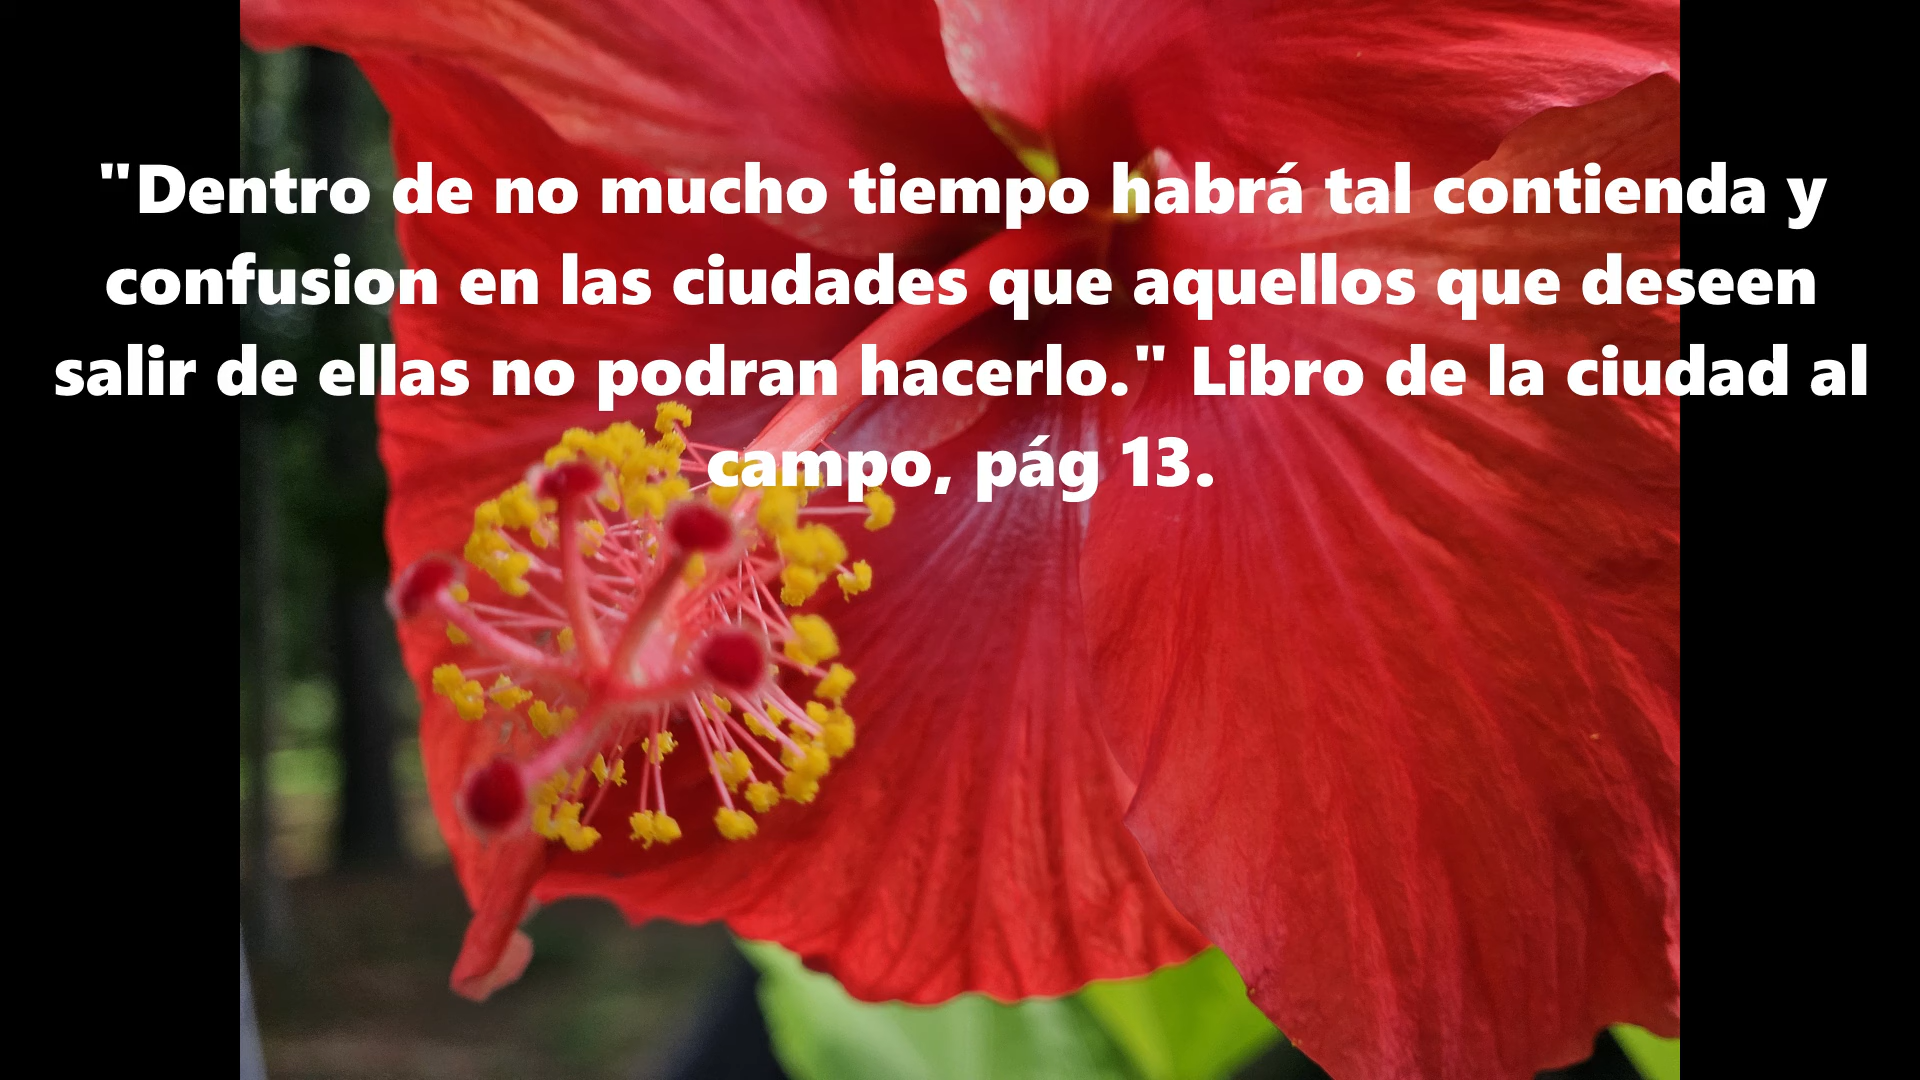 "Dentro de no mucho tiempo habrá tal contienda y
confusion en las ciudades que aquellos que deseen
salir de ellas no podran hacerlo." Libro de la ciudad al
campo, pág 13.